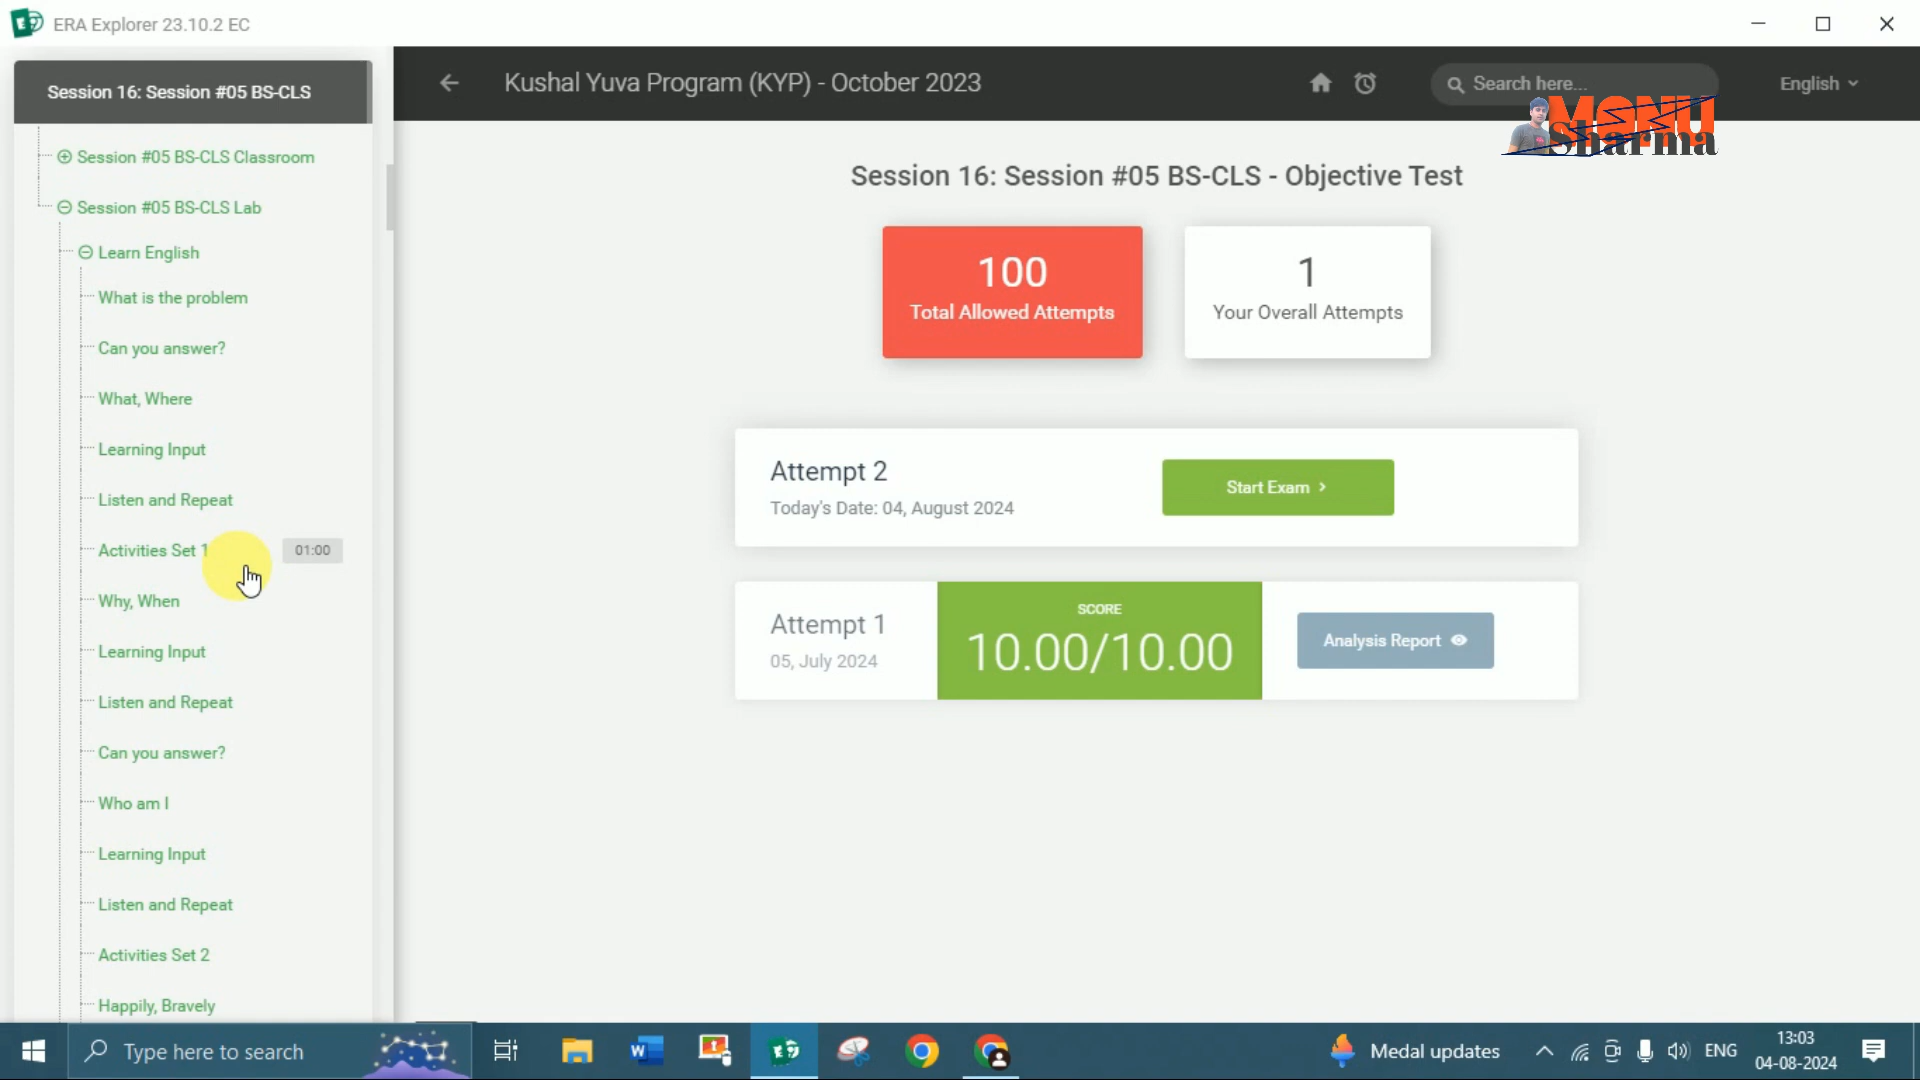 ERA Explorer 23.10.2 EC
Session 16: Session #05 BS-CLS
Kushal Yuva Program (KYP) - October 2023
Search here...
English
MONU
Sharma
Session #05 BS-CLS Classroom
Session #05 BS-CLS Lab
Learn English
What is the problem
Can you answer?
What, Where
Learning Input
Listen and Repeat
Activities Set 1
01:00
Why, When
Learning Input
Listen and Repeat
Can you answer?
Who am I
Learning Input
Listen and Repeat
Activities Set 2
Happily, Bravely
Session 16: Session #05 BS-CLS - Objective Test
100
Total Allowed Attempts
1
Your Overall Attempts
Attempt 2
Today's Date: 04, August 2024
Start Exam
Attempt 1
05, July 2024
SCORE
10.00/10.00
Analysis Report
Type here to search
Medal updates
ENG
13:03
04-08-2024